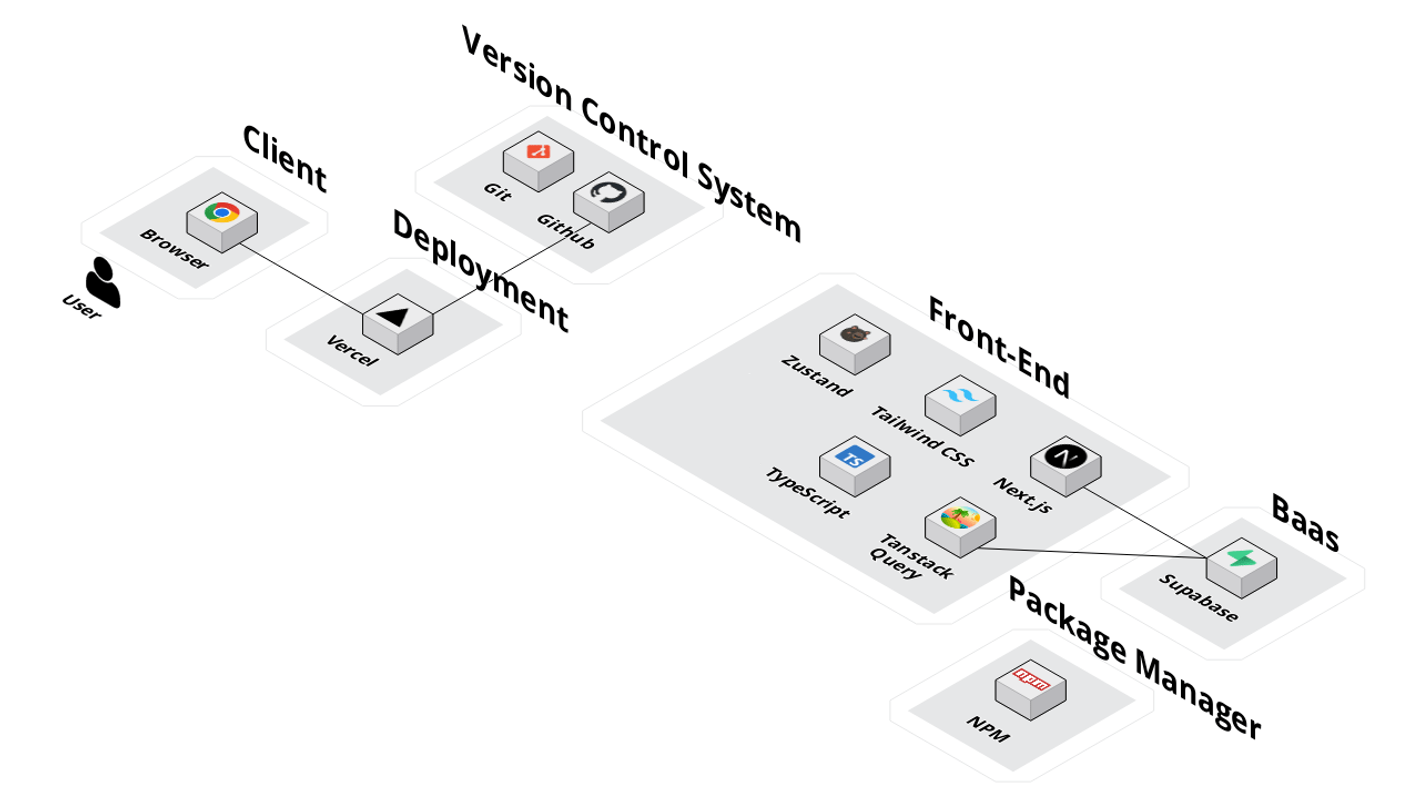 Version Control System
Git
Github
Client
Browser
User
Deployment
Vercel
Front-End
Zustand
Tailwind CSS
TS
TypeScript
Next.js
Tanstack
Query
Baas
Supabase
Package Manager
npm
NPM